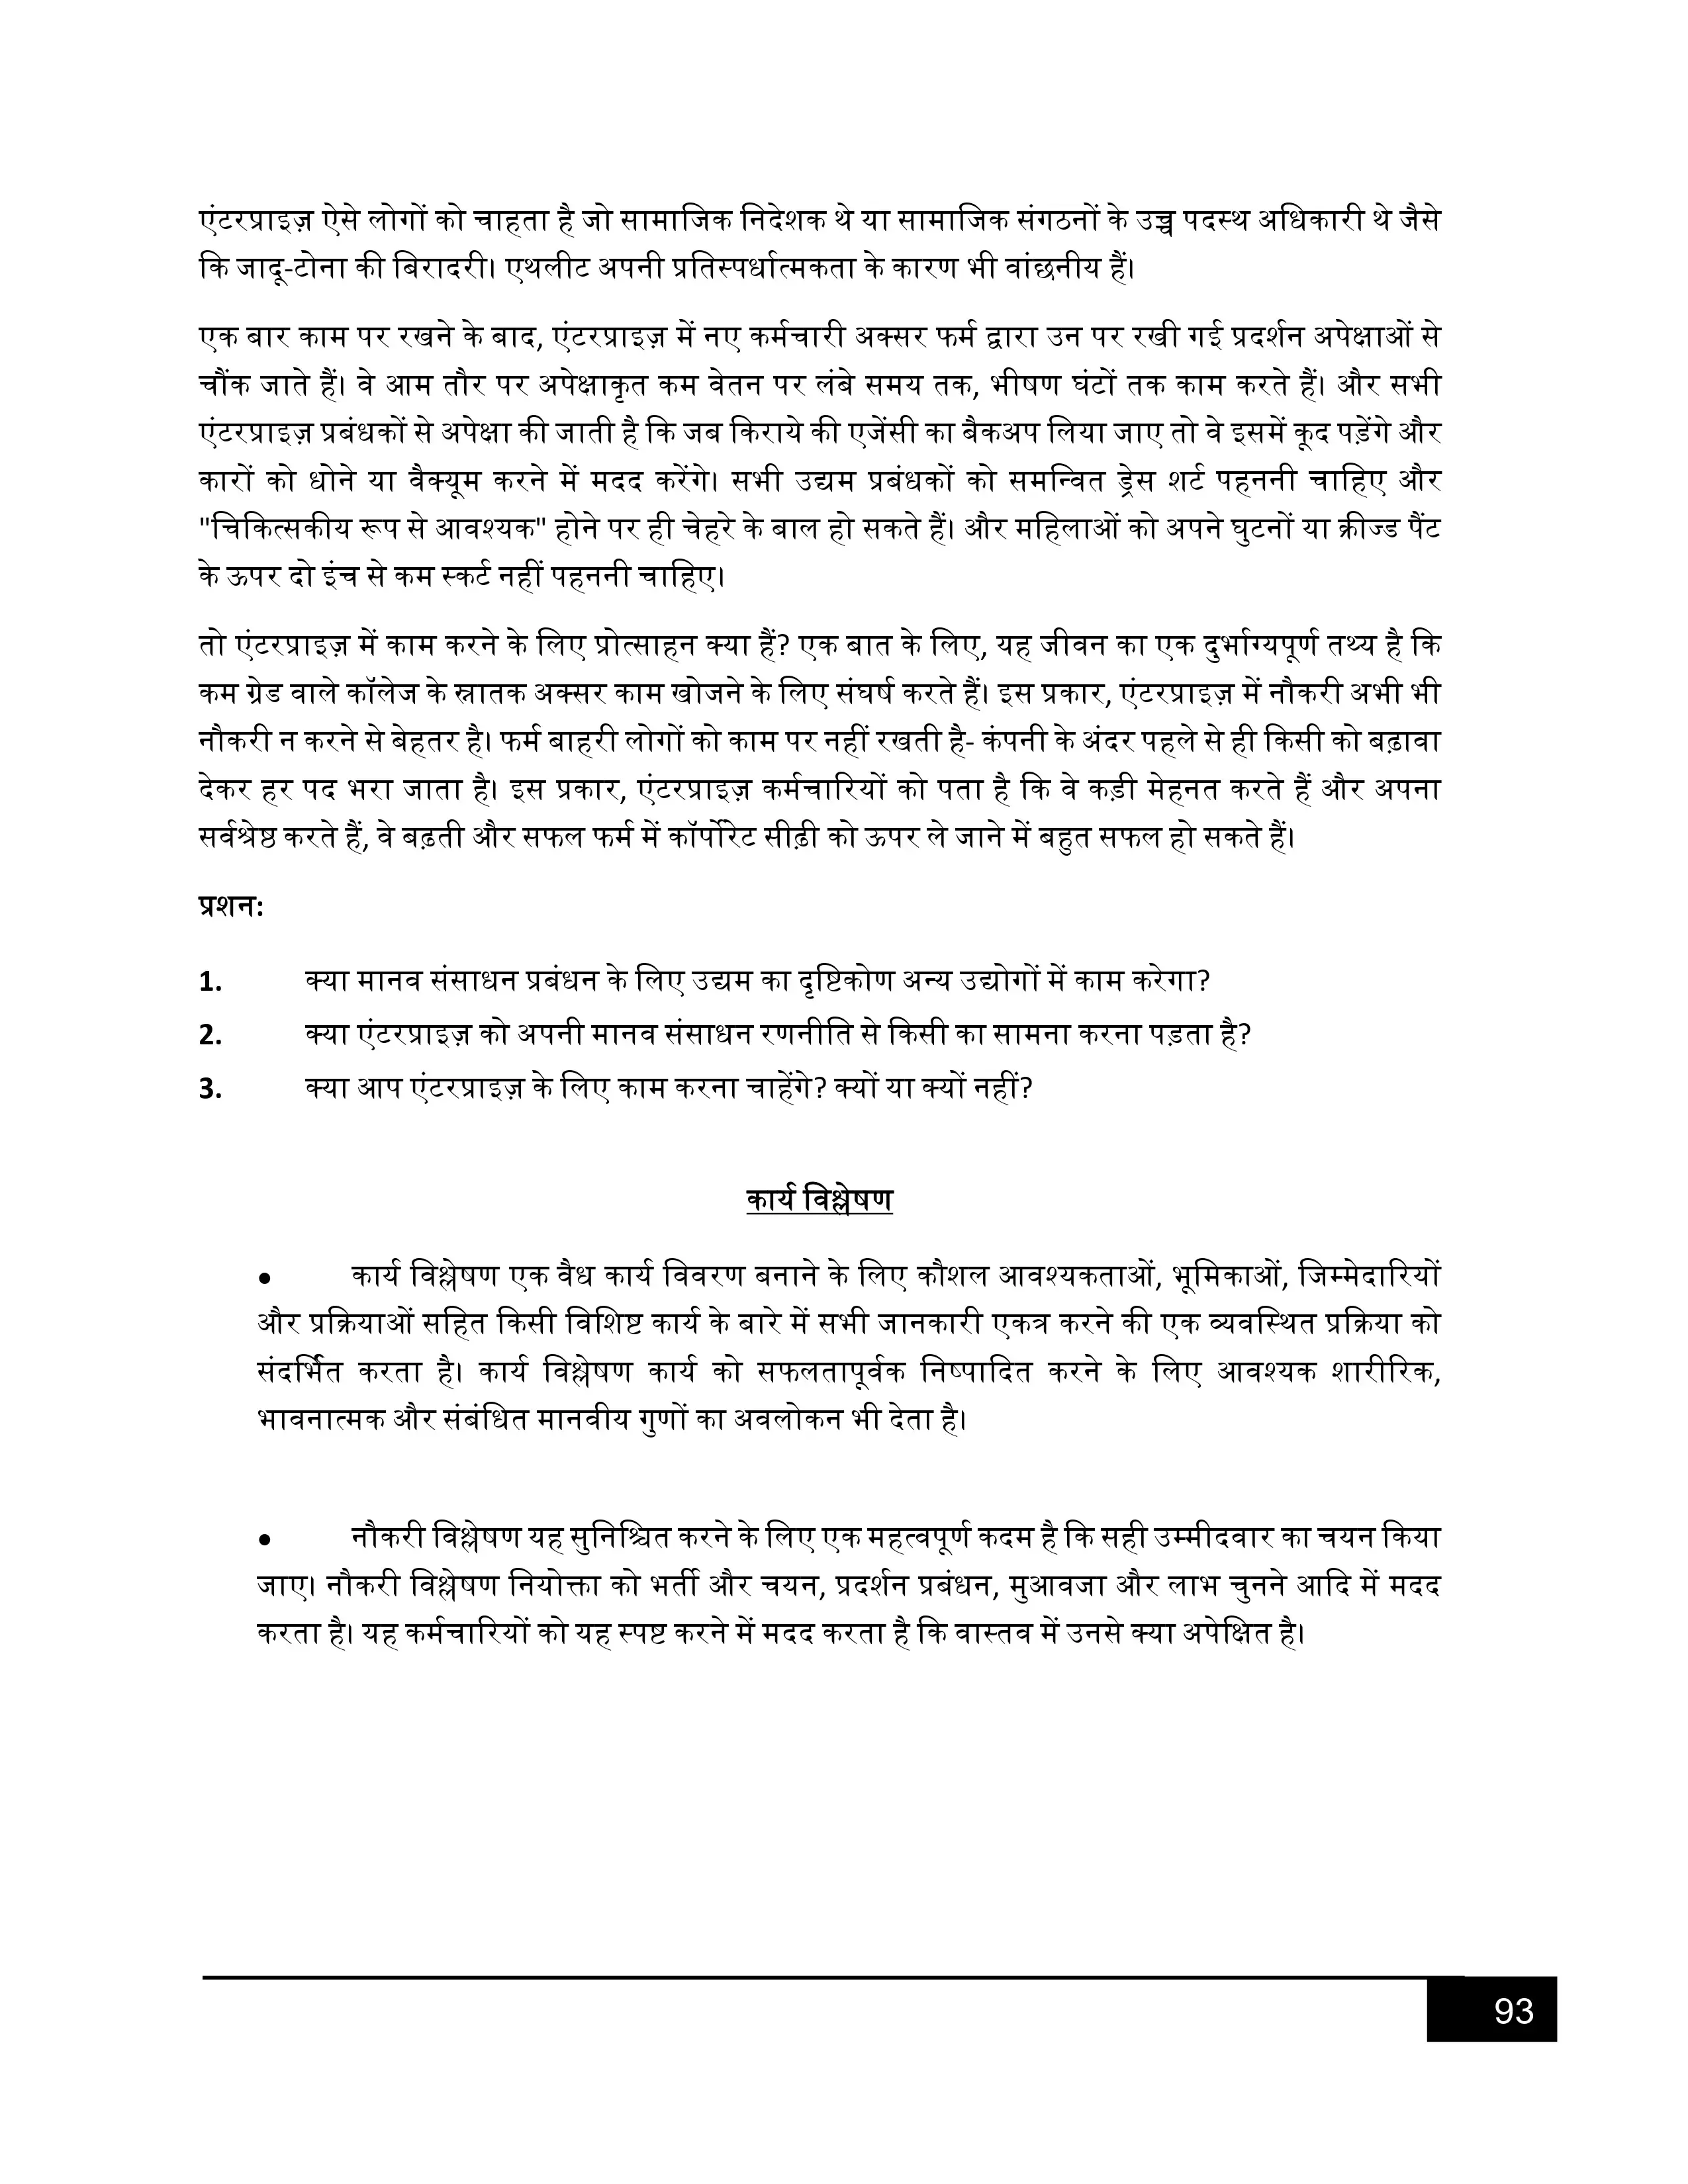 एंटरप्राइज़ ऐसे लोगों को चाहता है जो सामाजिक निदेशक थे या सामाजिक संगठनों के उच्च पदस्थ अधिकारी थे जैसे
कि जादू-टोना की बिरादरी। एथलीट अपनी प्रतिस्पर्धात्मकता के कारण भी वांछनीय हैं।
एक बार काम पर रखने के बाद, एंटरप्राइज़ में नए कर्मचारी अक्सर फर्म द्वारा उन पर रखी गई प्रदर्शन अपेक्षाओं से
चौंक जाते हैं। वे आम तौर पर अपेक्षाकृत कम वेतन पर लंबे समय तक, भीषण घंटों तक काम करते हैं। और सभी
एंटरप्राइज़ प्रबंधकों से अपेक्षा की जाती है कि जब किराये की एजेंसी का बैकअप लिया जाए तो वे इसमें कूद पड़ेंगे और
कारों को धोने या वैक्यूम करने में मदद करेंगे। सभी उद्यम प्रबंधकों को समन्वित ड्रेस शर्ट पहननी चाहिए और
"चिकित्सकीय रूप से आवश्यक" होने पर ही चेहरे के बाल हो सकते हैं। और महिलाओं को अपने घुटनों या क्रीज्ड पैंट
के ऊपर दो इंच से कम स्कर्ट नहीं पहननी चाहिए।
तो एंटरप्राइज़ में काम करने के लिए प्रोत्साहन क्या हैं? एक बात के लिए, यह जीवन का एक दुर्भाग्यपूर्ण तथ्य है कि
कम ग्रेड वाले कॉलेज के स्नातक अक्सर काम खोजने के लिए संघर्ष करते हैं। इस प्रकार, एंटरप्राइज़ में नौकरी अभी भी
नौकरी न करने से बेहतर है। फर्म बाहरी लोगों को काम पर नहीं रखती है- कंपनी के अंदर पहले से ही किसी को बढ़ावा
देकर हर पद भरा जाता है। इस प्रकार, एंटरप्राइज़ कर्मचारियों को पता है कि वे कड़ी मेहनत करते हैं और अपना
सर्वश्रेष्ठ करते हैं, वे बढ़ती और सफल फर्म में कॉर्पोरेट सीढ़ी को ऊपर ले जाने में बहुत सफल हो सकते हैं।
प्रशन:
1. क्या मानव संसाधन प्रबंधन के लिए उद्यम का दृष्टिकोण अन्य उद्योगों में काम करेगा?
2. क्या एंटरप्राइज़ को अपनी मानव संसाधन रणनीति से किसी का सामना करना पड़ता है?
3. क्या आप एंटरप्राइज़ के लिए काम करना चाहेंगे? क्यों या क्यों नहीं?
कार्य विश्लेषण
• कार्य विश्लेषण एक वैध कार्य विवरण बनाने के लिए कौशल आवश्यकताओं, भूमिकाओं, जिम्मेदारियों
और प्रक्रियाओं सहित किसी विशिष्ट कार्य के बारे में सभी जानकारी एकत्र करने की एक व्यवस्थित प्रक्रिया को
संदर्भित करता है। कार्य विश्लेषण कार्य को सफलतापूर्वक निष्पादित करने के लिए आवश्यक शारीरिक,
भावनात्मक और संबंधित मानवीय गुणों का अवलोकन भी देता है।
• नौकरी विश्लेषण यह सुनिश्चित करने के लिए एक महत्वपूर्ण कदम है कि सही उम्मीदवार का चयन किया
जाए। नौकरी विश्लेषण नियोक्ता को भर्ती और चयन, प्रदर्शन प्रबंधन, मुआवजा और लाभ चुनने आदि में मदद
करता है। यह कर्मचारियों को यह स्पष्ट करने में मदद करता है कि वास्तव में उनसे क्या अपेक्षित है।
93